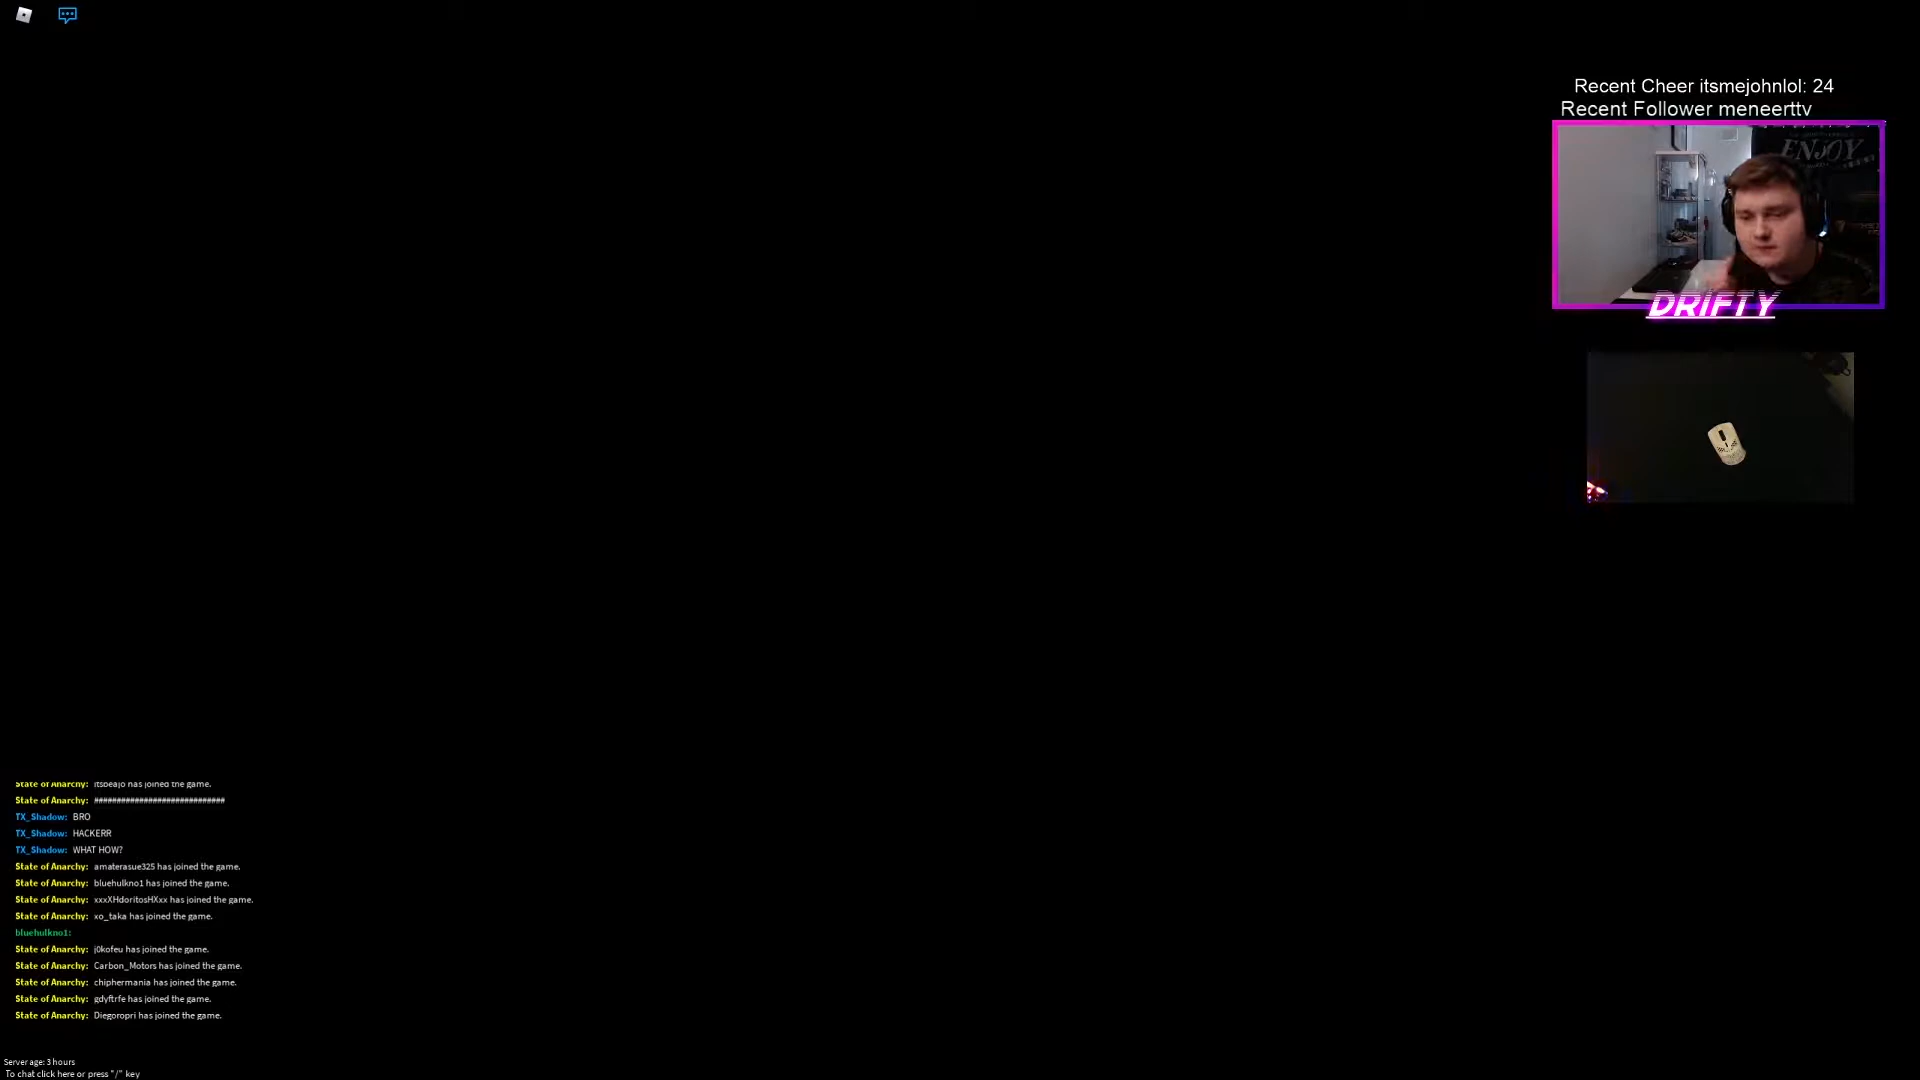 Recent Cheer itsmejohnlol: 24
Recent Follower meneerttv
ENJOY
DRIFTY
State of Anarchy: itsbeajo has joined the game.
State of Anarchy: #############################
TX_Shadow: BRO
TX_Shadow: HACKERR
TX_Shadow: WHAT HOW?
State of Anarchy: amaterasue325 has joined the game.
State of Anarchy: bluehulkno1 has joined the game.
State of Anarchy: xxxXHdoritosHXxx has joined the game.
State of Anarchy: xo_taka has joined the game.
bluehulkno1:
State of Anarchy: j0kofeu has joined the game.
State of Anarchy: Carbon_Motors has joined the game.
State of Anarchy: chiphermania has joined the game.
State of Anarchy: gdyftrfe has joined the game.
State of Anarchy: Diegoropri has joined the game.
Server age: 3 hours
To chat click here or press "/" key